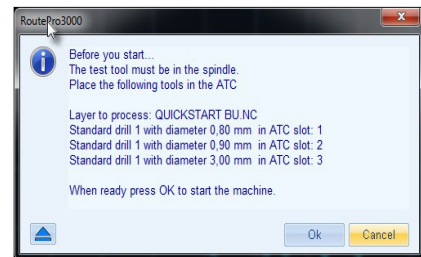 RoutePro3000
Before you start...
The test tool must be in the spindle.
Place the following tools in the ATC
Layer to process: QUICKSTART BU.NC
Standard drill 1 with diameter 0,80 mm in ATC slot: 1
Standard drill 1 with diameter 0,90 mm in ATC slot: 2
Standard drill 1 with diameter 3,00 mm in ATC slot: 3
When ready press OK to start the machine.
Ok
Cancel